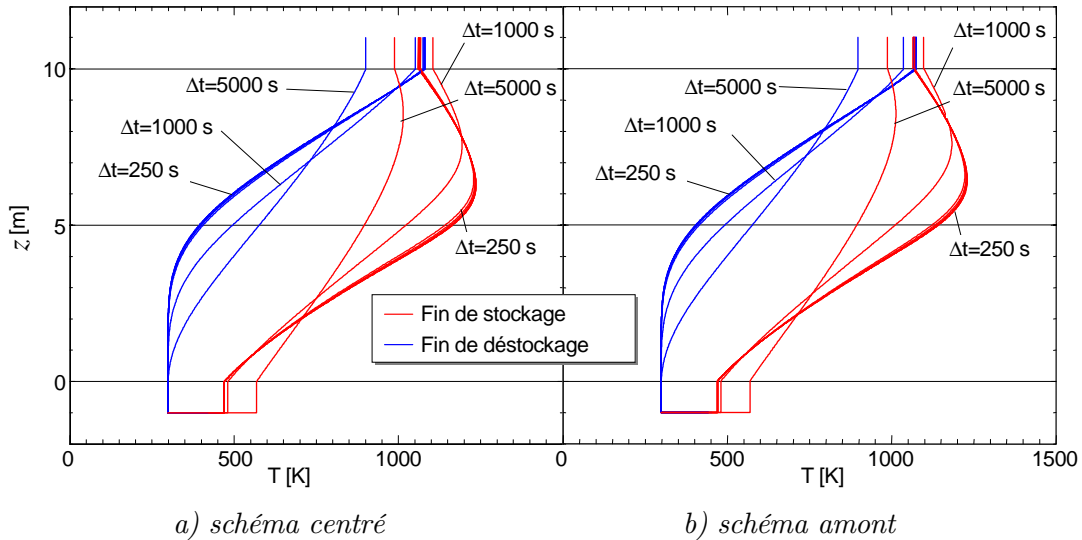 Δt=1000 s
Δt=5000 s
Δt=5000 s
Δt=1000 s
Δt=250 s
Δt=250 s
Δt=1000 s
Δt=5000 s
Δt=5000 s
Δt=1000 s
Δt=250 s
Δt=250 s
10
5
0
z [m]
Fin de stockage
Fin de déstockage
0
500
1000
0
500
1000
1500
T [K]
T [K]
a) schéma centré
b) schéma amont